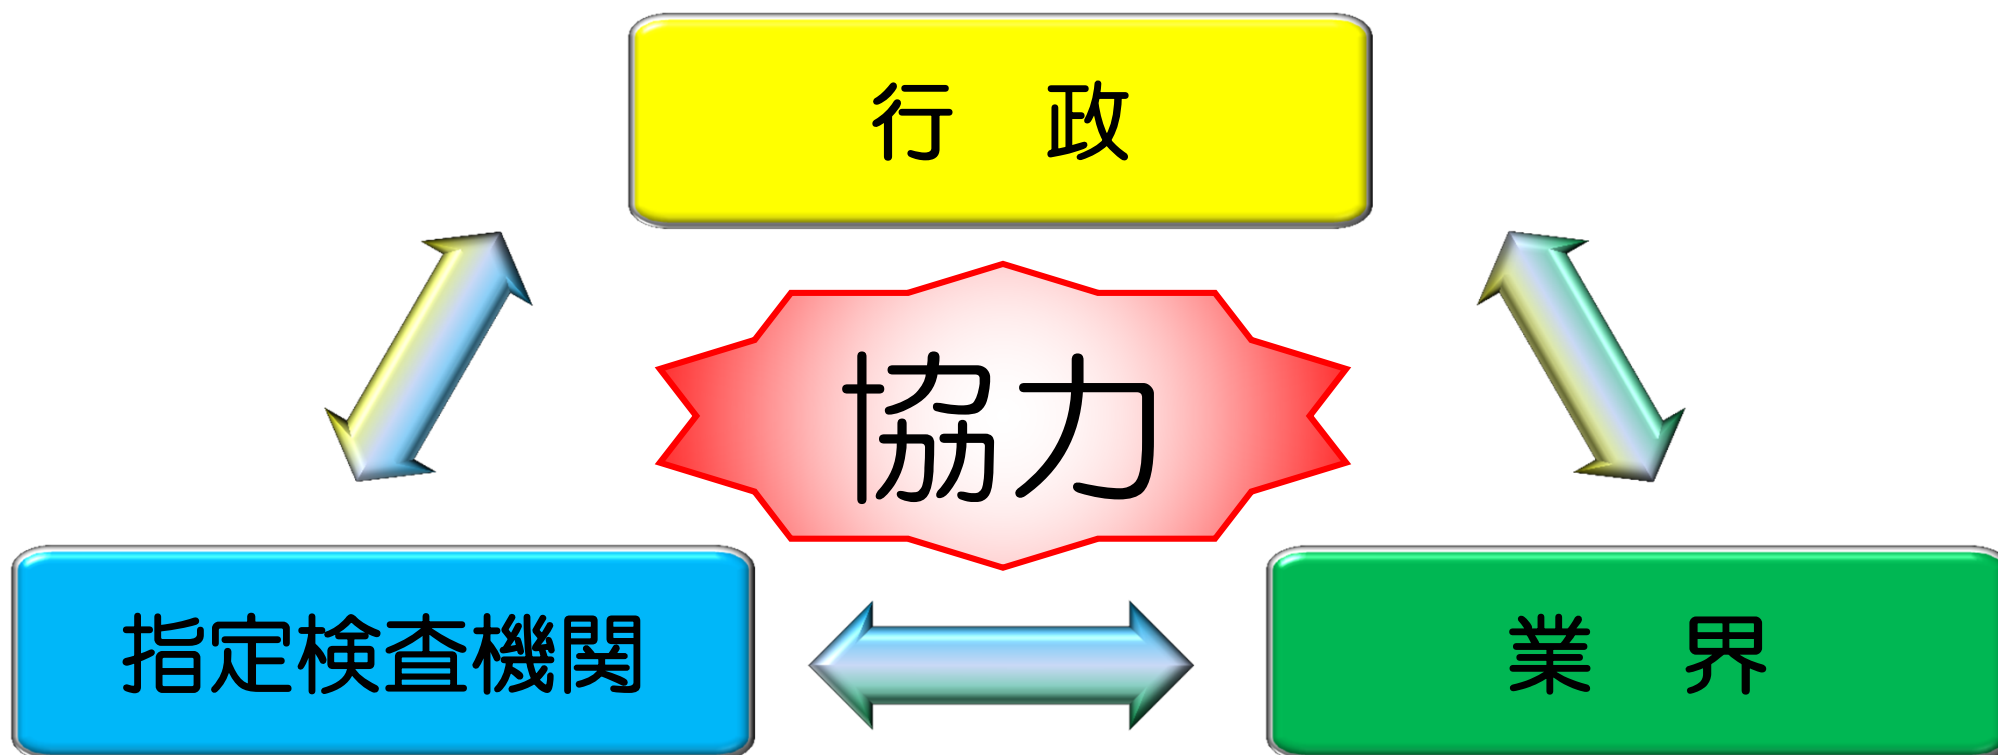 行　政
協力
指定検査機関
業　界